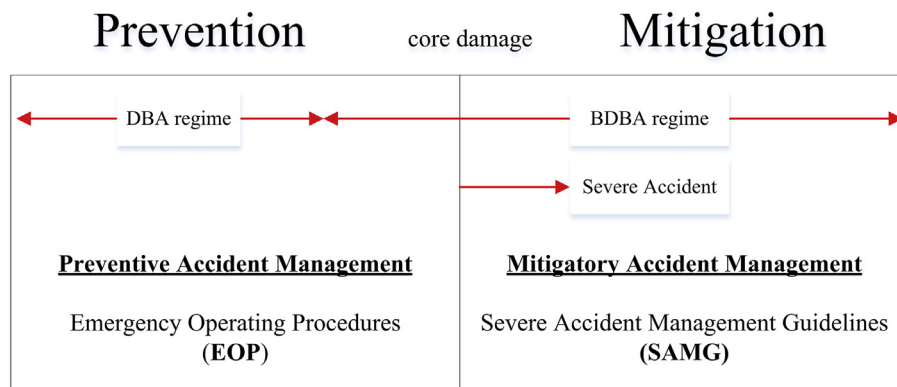 Prevention core damage Mitigation
DBA regime BDBA regime
Severe Accident
Preventive Accident Management Mitigatory Accident Management
Emergency Operating Procedures Severe Accident Management Guidelines
(EOP) (SAMG)